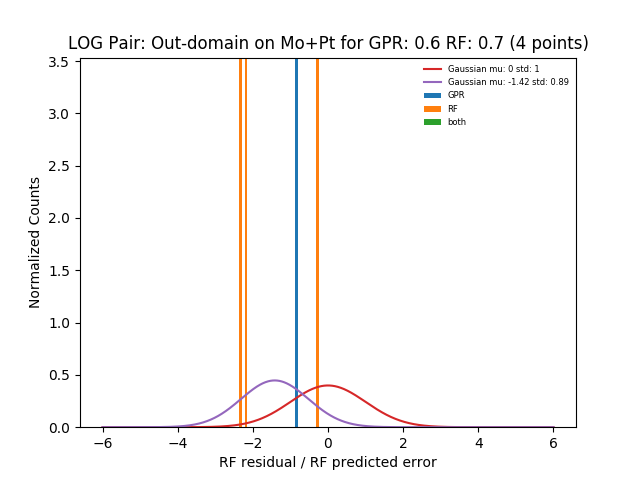 LOG Pair: Out-domain on Mo+Pt for GPR: 0.6 RF: 0.7 (4 points)
Gaussian mu: 0 std: 1
Gaussian mu: -1.42 std: 0.89
GPR
RF
both
Normalized Counts
3.5
3.0
2.5
2.0
1.5
1.0
0.5
0.0
−6
−4
−2
0
2
4
6
RF residual / RF predicted error